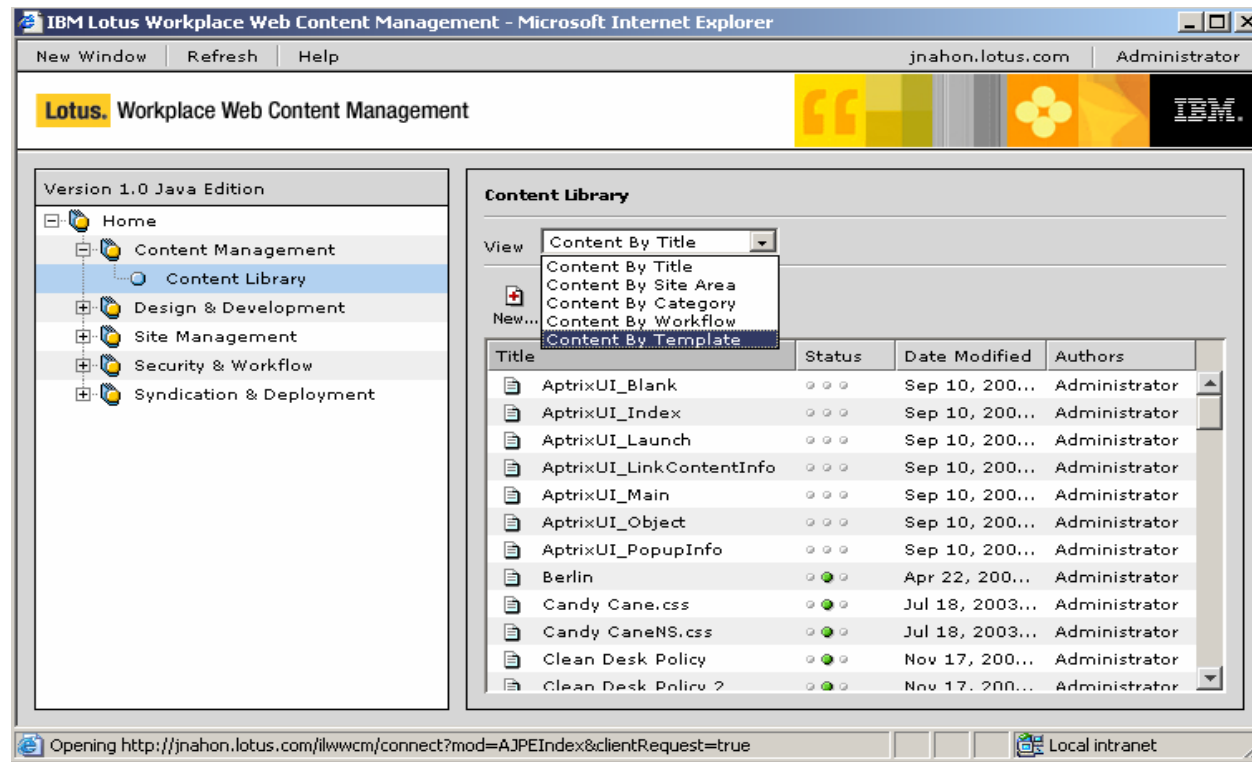 IBM Lotus Workplace Web Content Management - Microsoft Internet Explorer
New Window Refresh Help jnahon.lotus.com Administrator
Lotus. Workplace Web Content Management IBM.
Version 1.0 Java Edition
Home
Content Management
Content Library
Design & Development
Site Management
Security & Workflow
Syndication & Deployment
Content Library
View Content By Title
Content By Title
Content By Site Area
Content By Category
Content By Workflow
Content By Template
New...
Title Status Date Modified Authors
AptrixUI_Blank Sep 10, 200... Administrator
AptrixUI_Index Sep 10, 200... Administrator
AptrixUI_Launch Sep 10, 200... Administrator
AptrixUI_LinkContentInfo Sep 10, 200... Administrator
AptrixUI_Main Sep 10, 200... Administrator
AptrixUI_Object Sep 10, 200... Administrator
AptrixUI_PopupInfo Sep 10, 200... Administrator
Berlin Apr 22, 200... Administrator
Candy Cane.css Jul 18, 2003... Administrator
Candy CaneNS.css Jul 18, 2003... Administrator
Clean Desk Policy Nov 17, 200... Administrator
Clean Desk Policy 2 Nov 17, 200... Administrator
Opening http://jnahon.lotus.com/ilwwcm/connect?mod=AJPEIndex&clientRequest=true Local intranet